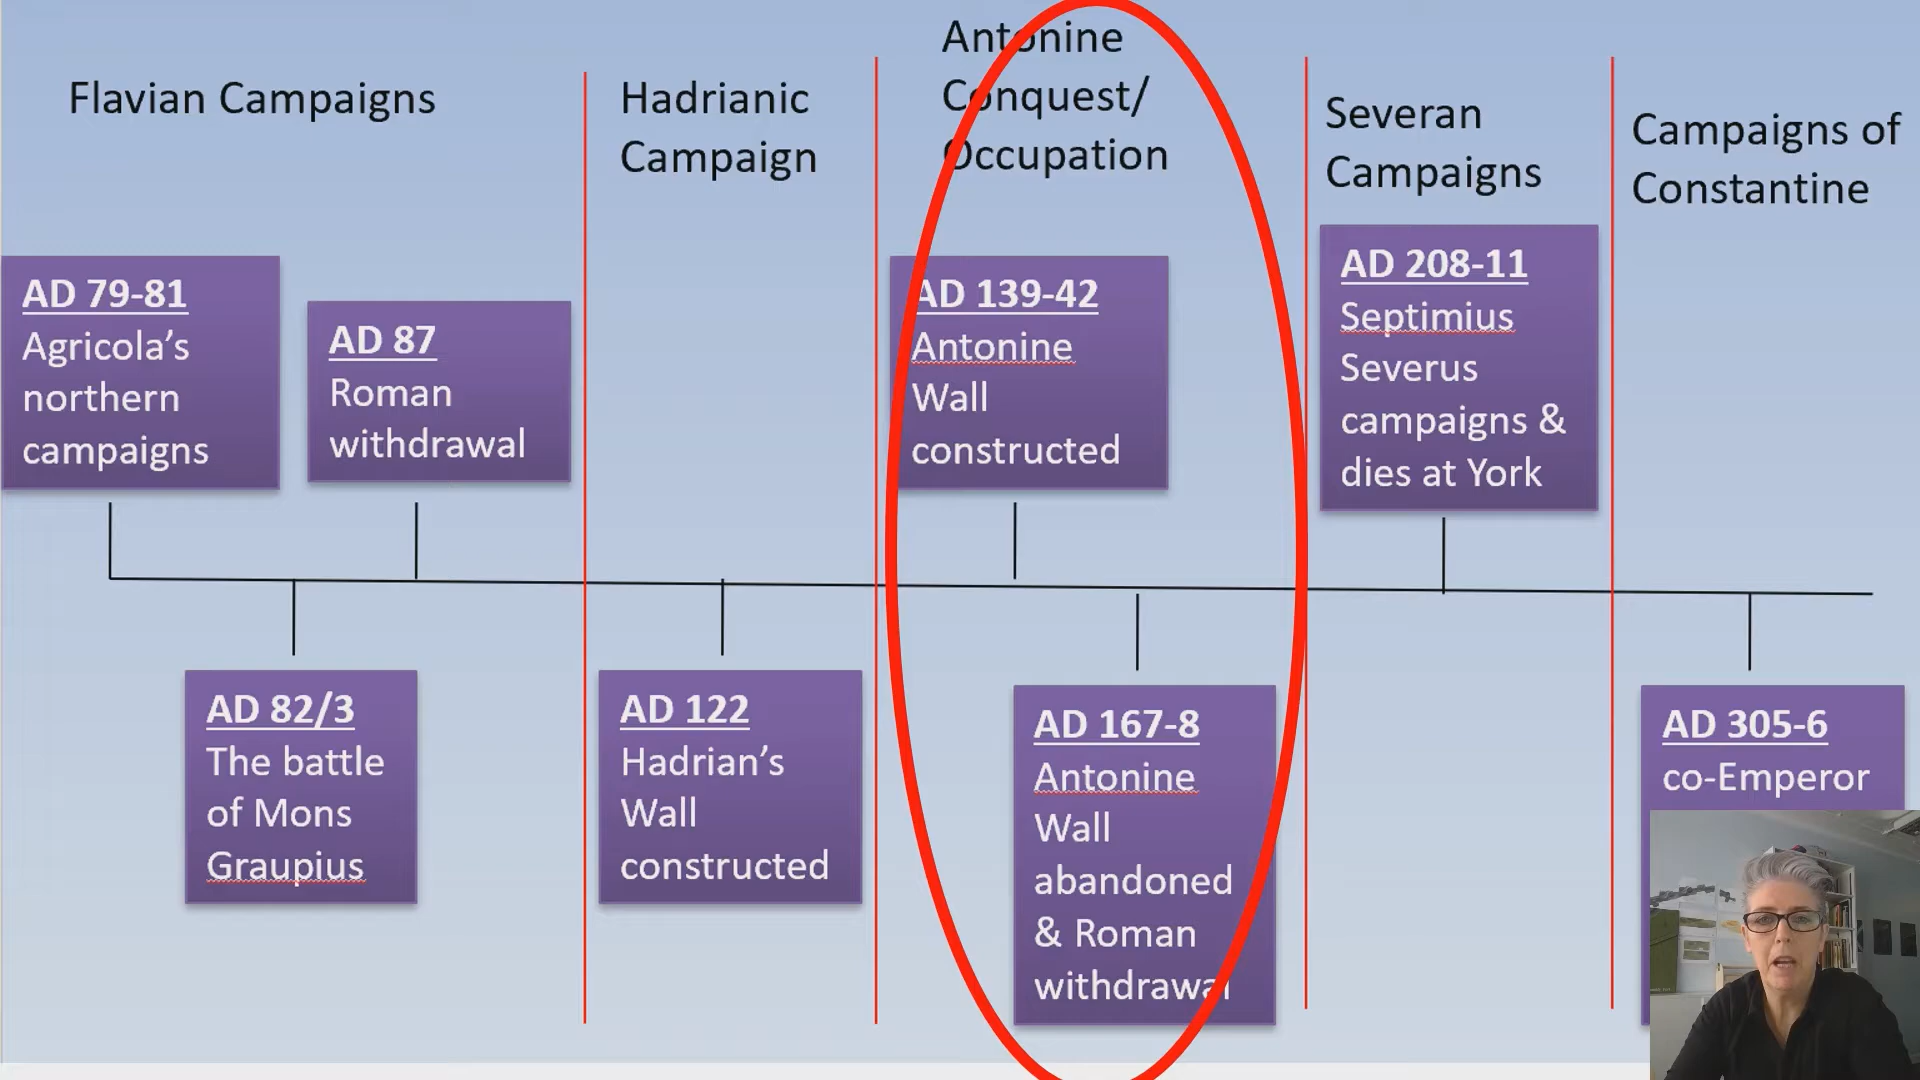 Flavian Campaigns
Hadrianic
Campaign
Antonine
Conquest/
Occupation
Severan
Campaigns
Campaigns of
Constantine
AD 79-81
Agricola’s
northern
campaigns
AD 87
Roman
withdrawal
AD 139-42
Antonine
Wall
constructed
AD 208-11
Septimius
Severus
campaigns &
dies at York
AD 82/3
The battle
of Mons
Graupius
AD 122
Hadrian’s
Wall
constructed
AD 167-8
Antonine
Wall
abandoned
& Roman
withdrawal
AD 305-6
co-Emperor